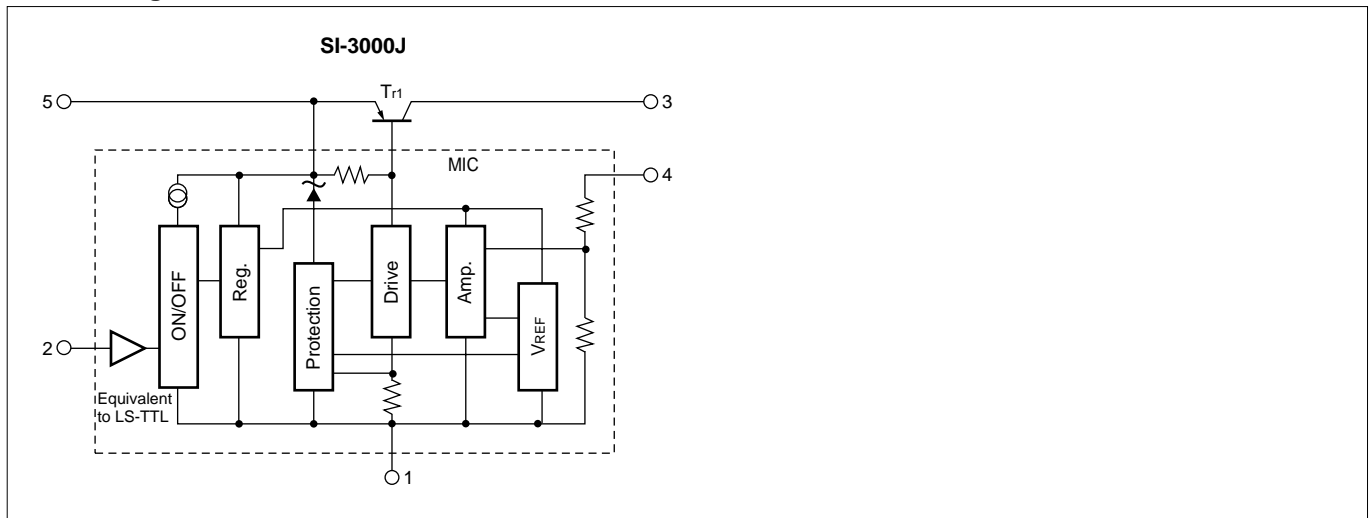 SI-3000J
5
Tr1
3
MIC
4
ON/OFF
Reg.
Protection
Drive
Amp.
VREF
2
Equivalent
to LS-TTL
1